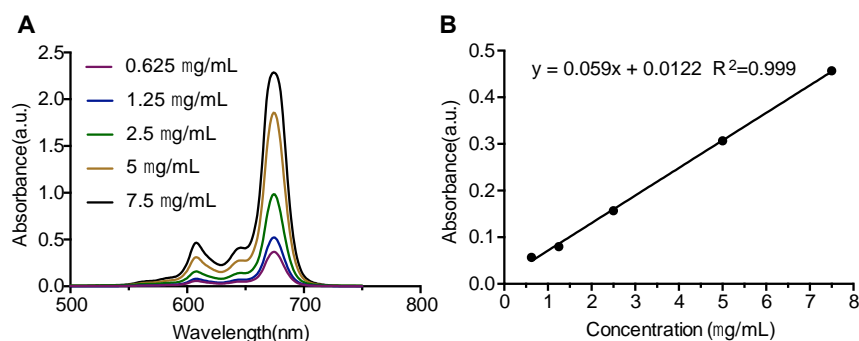 A
Absorbance(a.u.)
2.5
2.0
1.5
1.0
0.5
0.0
0.625 mg/mL
1.25 mg/mL
2.5 mg/mL
5 mg/mL
7.5 mg/mL
500
600
700
800
Wavelength(nm)
B
Absorbance(a.u.)
0.5
0.4
0.3
0.2
0.1
0.0
y = 0.059x + 0.0122 R²=0.999
0
1
2
3
4
5
6
7
8
Concentration (mg/mL)